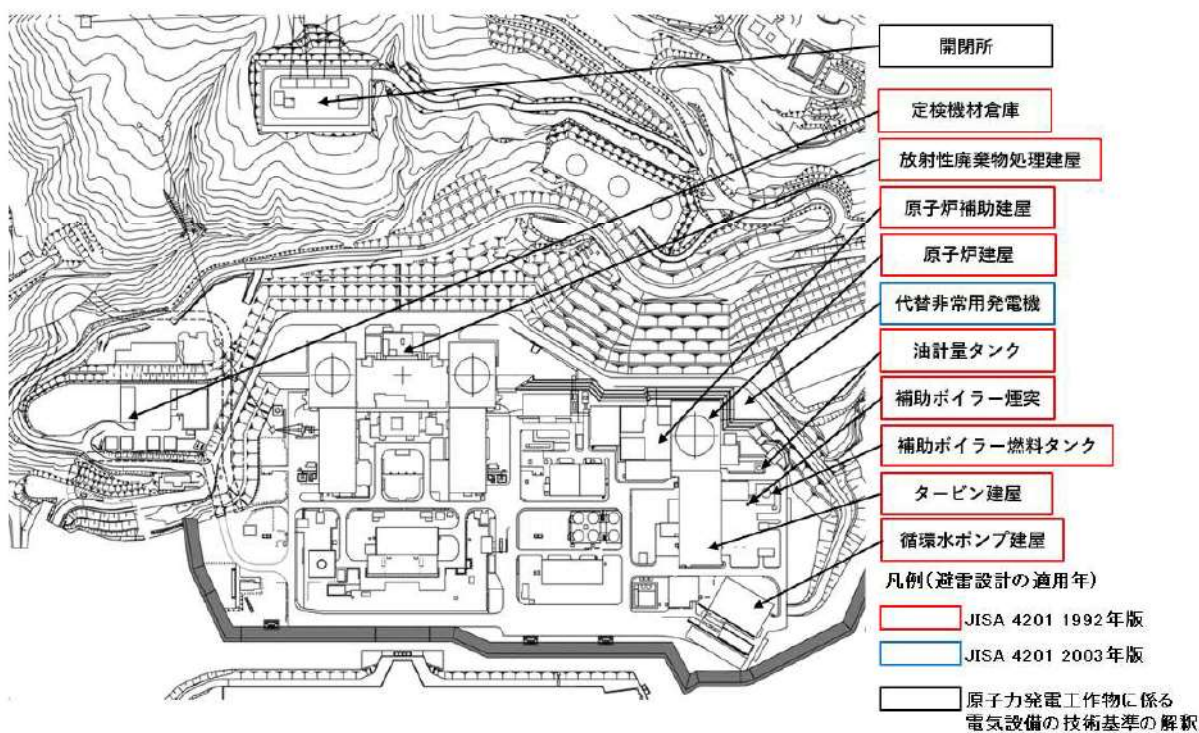 開閉所
定検機材倉庫
放射性廃棄物処理建屋
原子炉補助建屋
原子炉建屋
代替非常用発電機
油計量タンク
補助ボイラー煙突
補助ボイラー燃料タンク
タービン建屋
循環水ポンプ建屋
凡例(避雷設計の適用年)
JISA 4201 1992年版
JISA 4201 2003年版
原子力発電工作物に係る
電気設備の技術基準の解釈